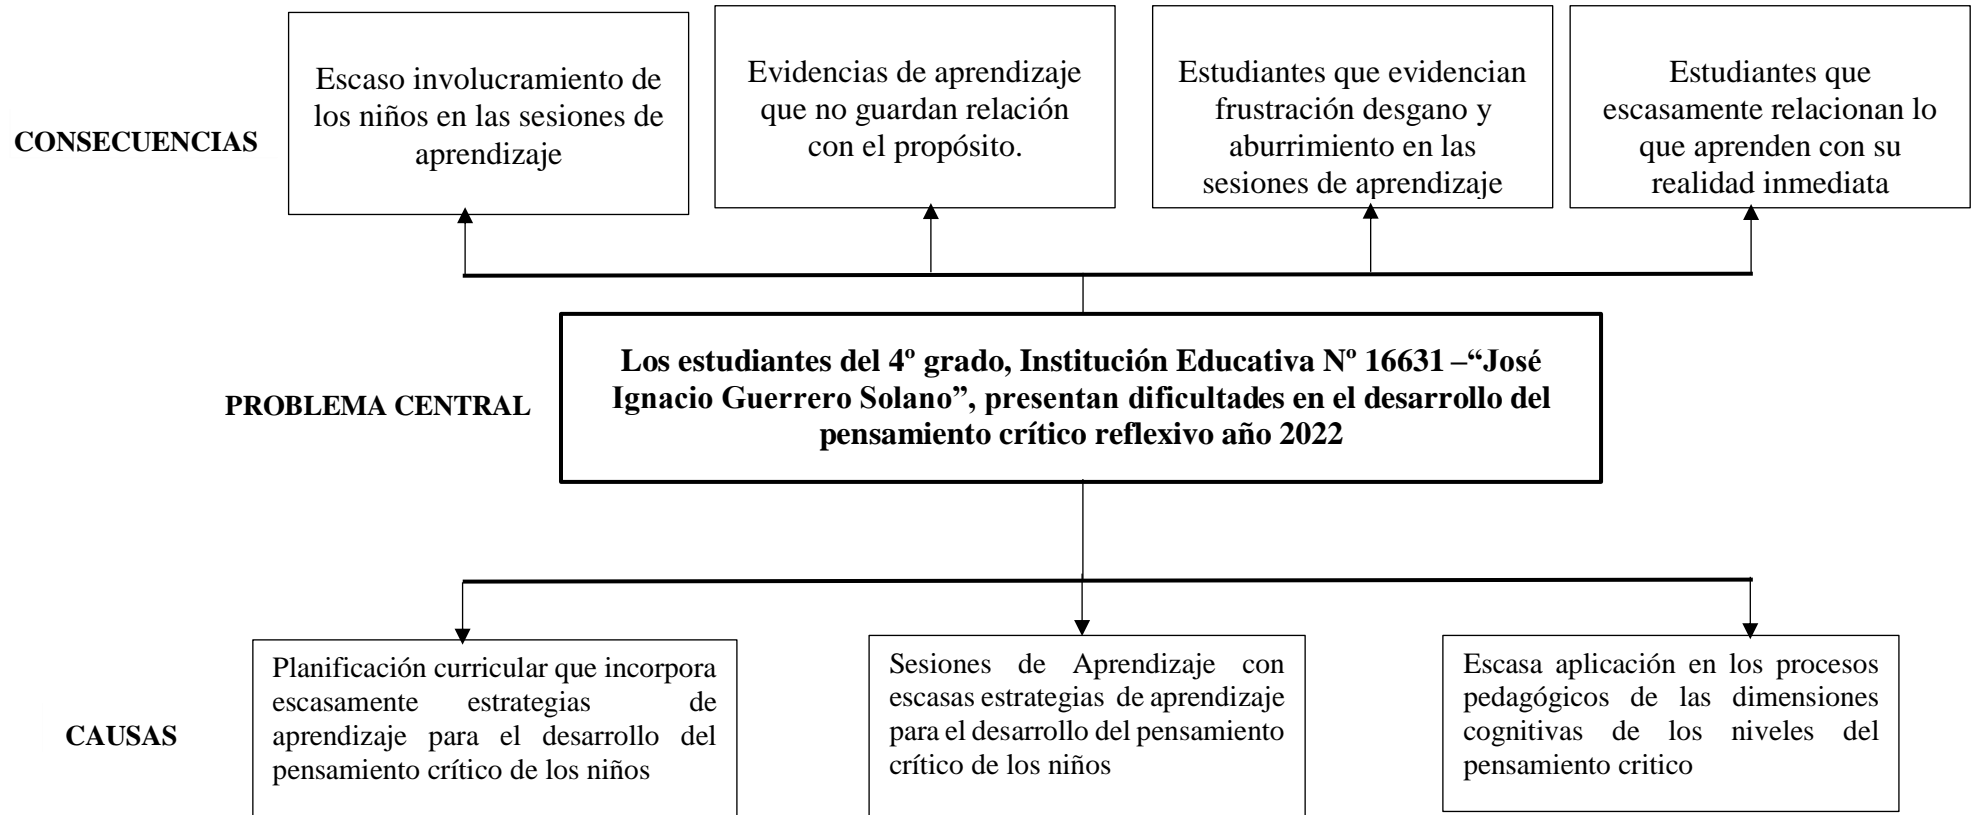 Escaso involucramiento de
los niños en las sesiones de
aprendizaje
Evidencias de aprendizaje
que no guardan relación
con el propósito.
Estudiantes que evidencian
frustración desgano y
aburrimiento en las
sesiones de aprendizaje
Estudiantes que
escasamente relacionan lo
que aprenden con su
realidad inmediata
CONSECUENCIAS
Los estudiantes del 4º grado, Institución Educativa Nº 16631 –“José
Ignacio Guerrero Solano”, presentan dificultades en el desarrollo del
pensamiento crítico reflexivo año 2022
PROBLEMA CENTRAL
Planificación curricular que incorpora
escasamente estrategias de
aprendizaje para el desarrollo del
pensamiento crítico de los niños
Sesiones de Aprendizaje con
escasas estrategias de aprendizaje
para el desarrollo del pensamiento
crítico de los niños
Escasa aplicación en los procesos
pedagógicos de las dimensiones
cognitivas de los niveles del
pensamiento critico
CAUSAS